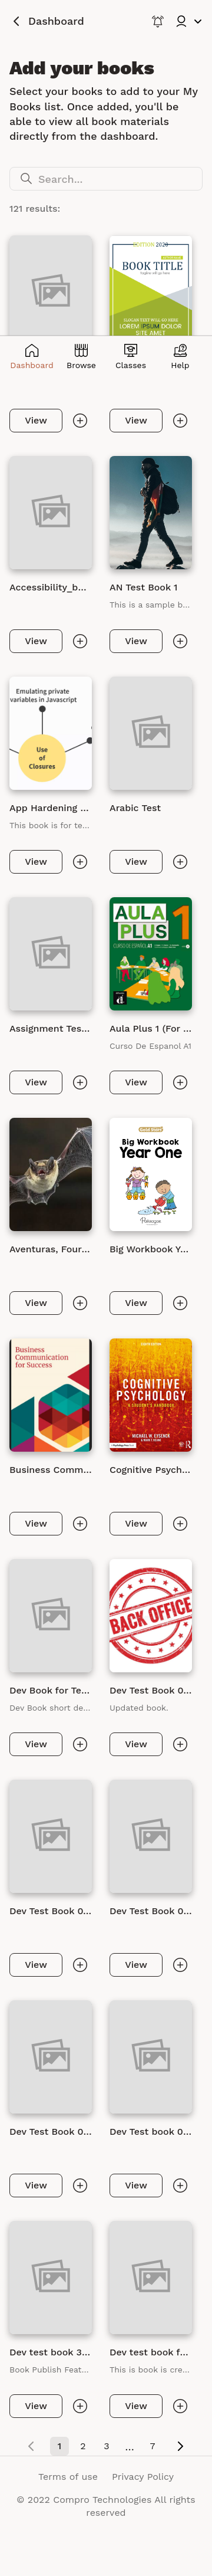 Dashboard
Add your books
Select your books to add to your My
Books list. Once added, you'll be
able to view all book materials
directly from the dashboard.
Search...
121 results:
EDITION 2020
BOOK TITLE
LOREM IPSUM DOLOR
SIT AMET
Dashboard Browse Classes Help
View View
Accessibility_b... AN Test Book 1
This is a sample b...
View View
Emulating private
variables in Javascript
Use
of
Closures
App Hardening ... Arabic Test
This book is for te...
View View
AULA
PLUS 1
CURSO DE ESPAÑOL A1
Assignment Tes... Aula Plus 1 (For ...
Curso De Espanol A1
View View
Big Workbook
Year One
Aventuras, Four... Big Workbook Y...
View View
Business
Communication
for Success
COGNITIVE
PSYCHOLOGY
A STUDENT'S HANDBOOK
MICHAEL W. EYSENCK
Business Comm... Cognitive Psych...
View View
BACK OFFICE
Dev Book for Te... Dev Test Book 0...
Dev Book short de... Updated book.
View View
Dev Test Book 0... Dev Test Book 0...
View View
Dev Test Book 0... Dev Test book 0...
View View
Dev test book 3... Dev test book f...
Book Publish Feat... This is book is cre...
View View
1 2 3 ... 7
Terms of use Privacy Policy
© 2022 Compro Technologies All rights
reserved